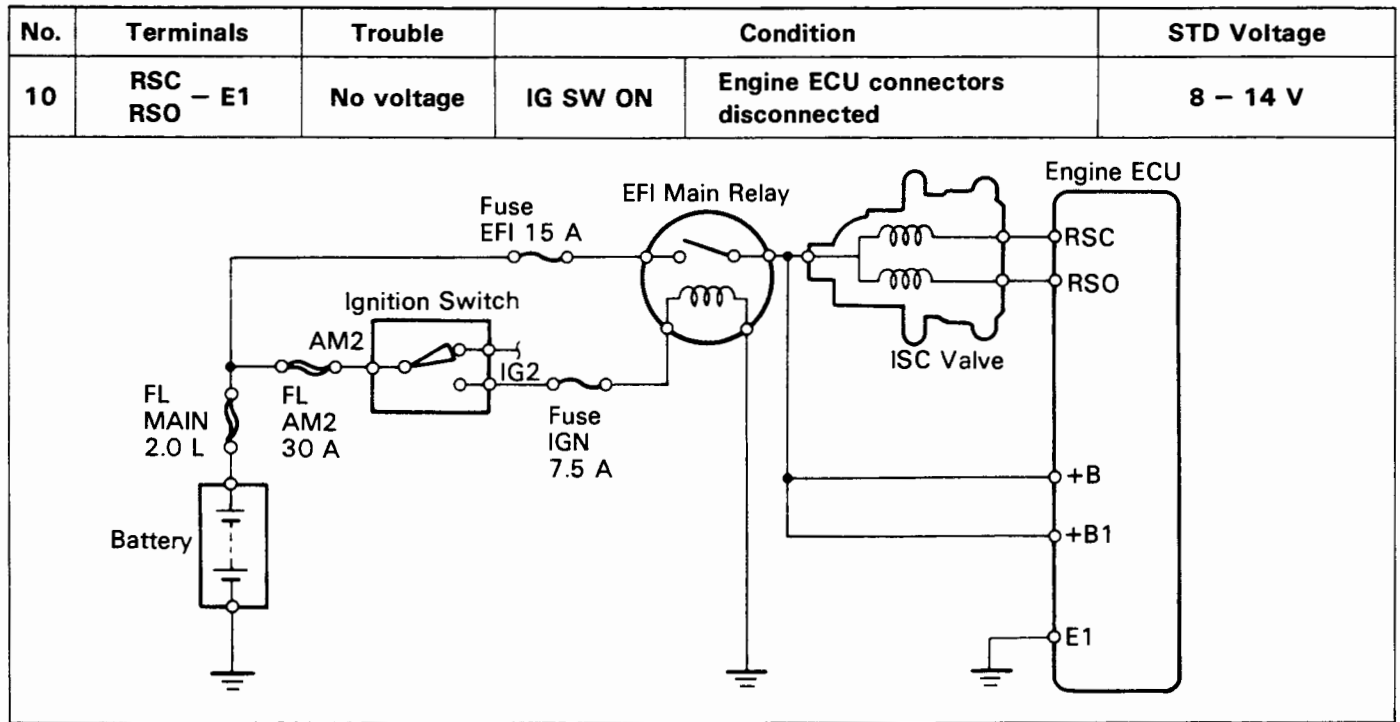 No. Terminals Trouble Condition STD Voltage
10 RSC RSO – E1 No voltage IG SW ON Engine ECU connectors disconnected 8 – 14 V
Engine ECU
EFI Main Relay
Fuse
EFI 15 A
RSC
RSO
Ignition Switch
AM2
IG2
ISC Valve
FL
MAIN
2.0 L
FL
AM2
30 A
Fuse
IGN
7.5 A
+B
+B1
Battery
E1